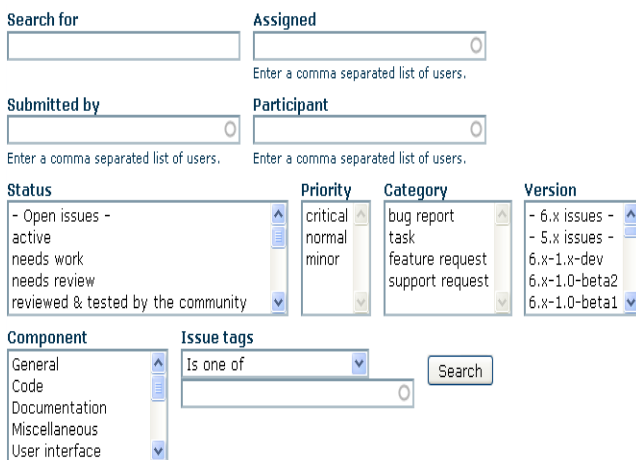 Search for
Assigned
Enter a comma separated list of users.
Submitted by
Participant
Enter a comma separated list of users.
Enter a comma separated list of users.
Status
- Open issues -
active
needs work
needs review
reviewed & tested by the community
Priority
critical
normal
minor
Category
bug report
task
feature request
support request
Version
- 6.x issues -
- 5.x issues -
6.x-1.x-dev
6.x-1.0-beta2
6.x-1.0-beta1
Component
General
Code
Documentation
Miscellaneous
User interface
Issue tags
Is one of
Search